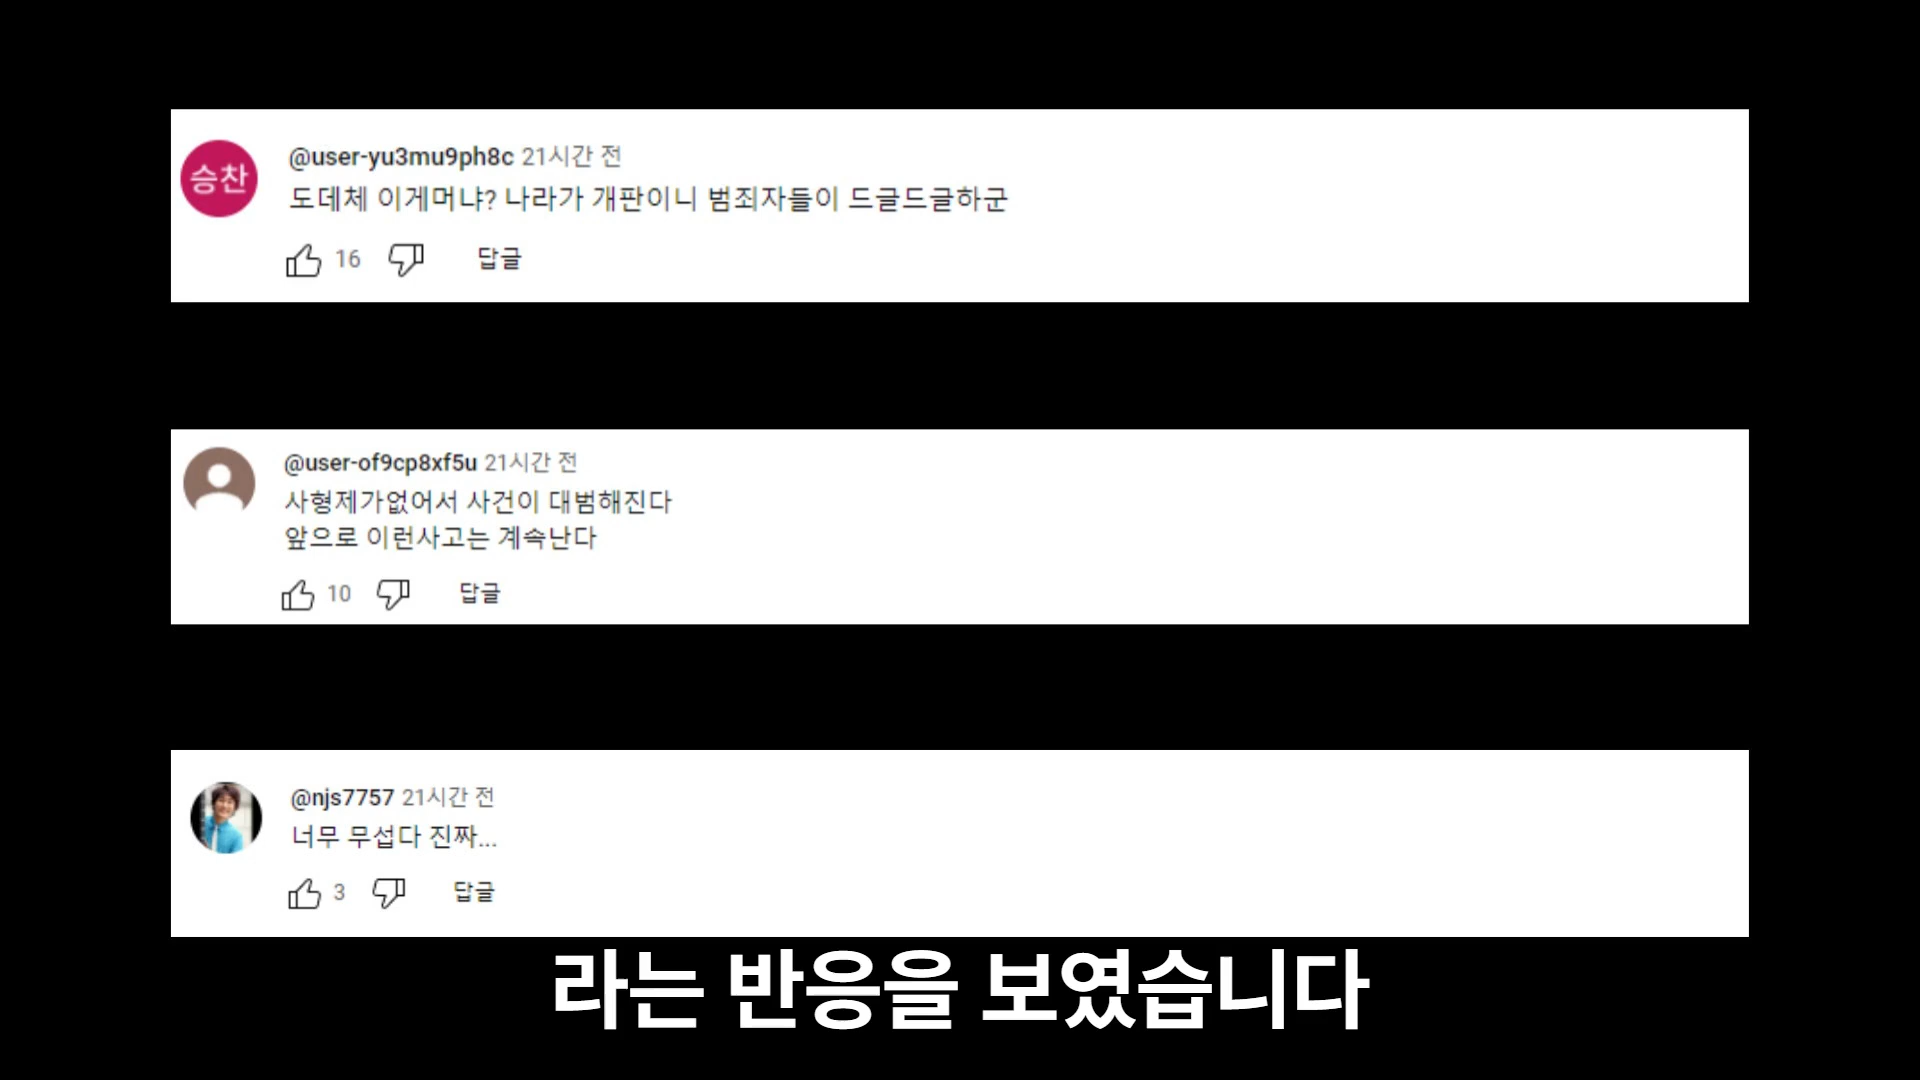 승찬
@user-yu3mu9ph8c 21시간 전
도데체 이게머냐? 나라가 개판이니 범죄자들이 드글드글하군
16 답글
@user-of9cp8xf5u 21시간 전
사형제가없어서 사건이 대범해진다
앞으로 이런사고는 계속난다
10 답글
@njs7757 21시간 전
너무 무섭다 진짜...
3 답글
라는 반응을 보였습니다